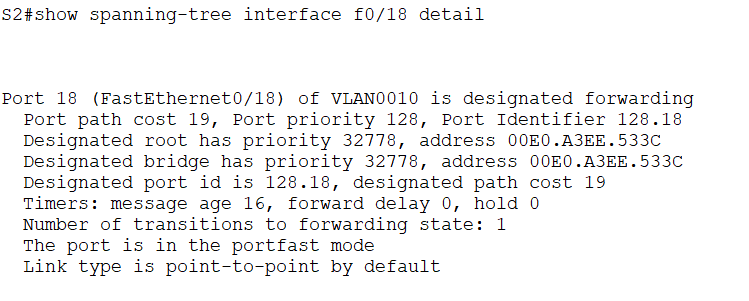 S2#show spanning-tree interface f0/18 detail
Port 18 (FastEthernet0/18) of VLAN0010 is designated forwarding
Port path cost 19, Port priority 128, Port Identifier 128.18
Designated root has priority 32778, address 00E0.A3EE.533C
Designated bridge has priority 32778, address 00E0.A3EE.533C
Designated port id is 128.18, designated path cost 19
Timers: message age 16, forward delay 0, hold 0
Number of transitions to forwarding state: 1
The port is in the portfast mode
Link type is point-to-point by default